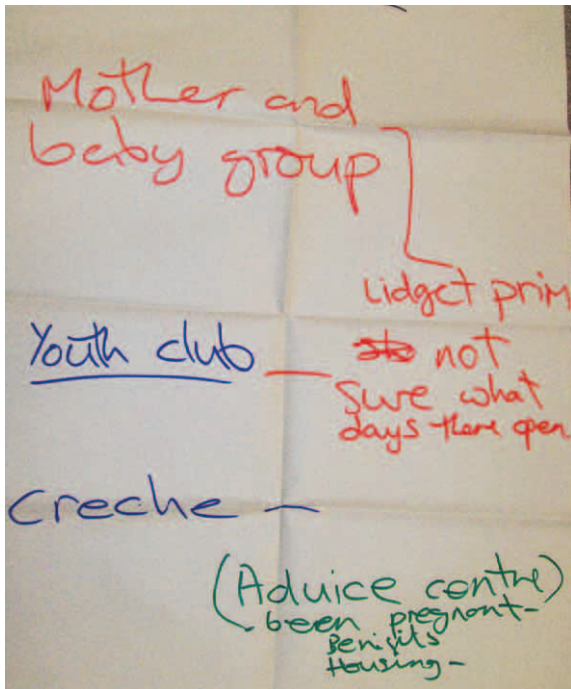 Mother and
baby group
Lidget prim
Youth club — not
sure what
days there open
Creche —
(Advice centre)
- been pregnant -
Benifits
Housing -